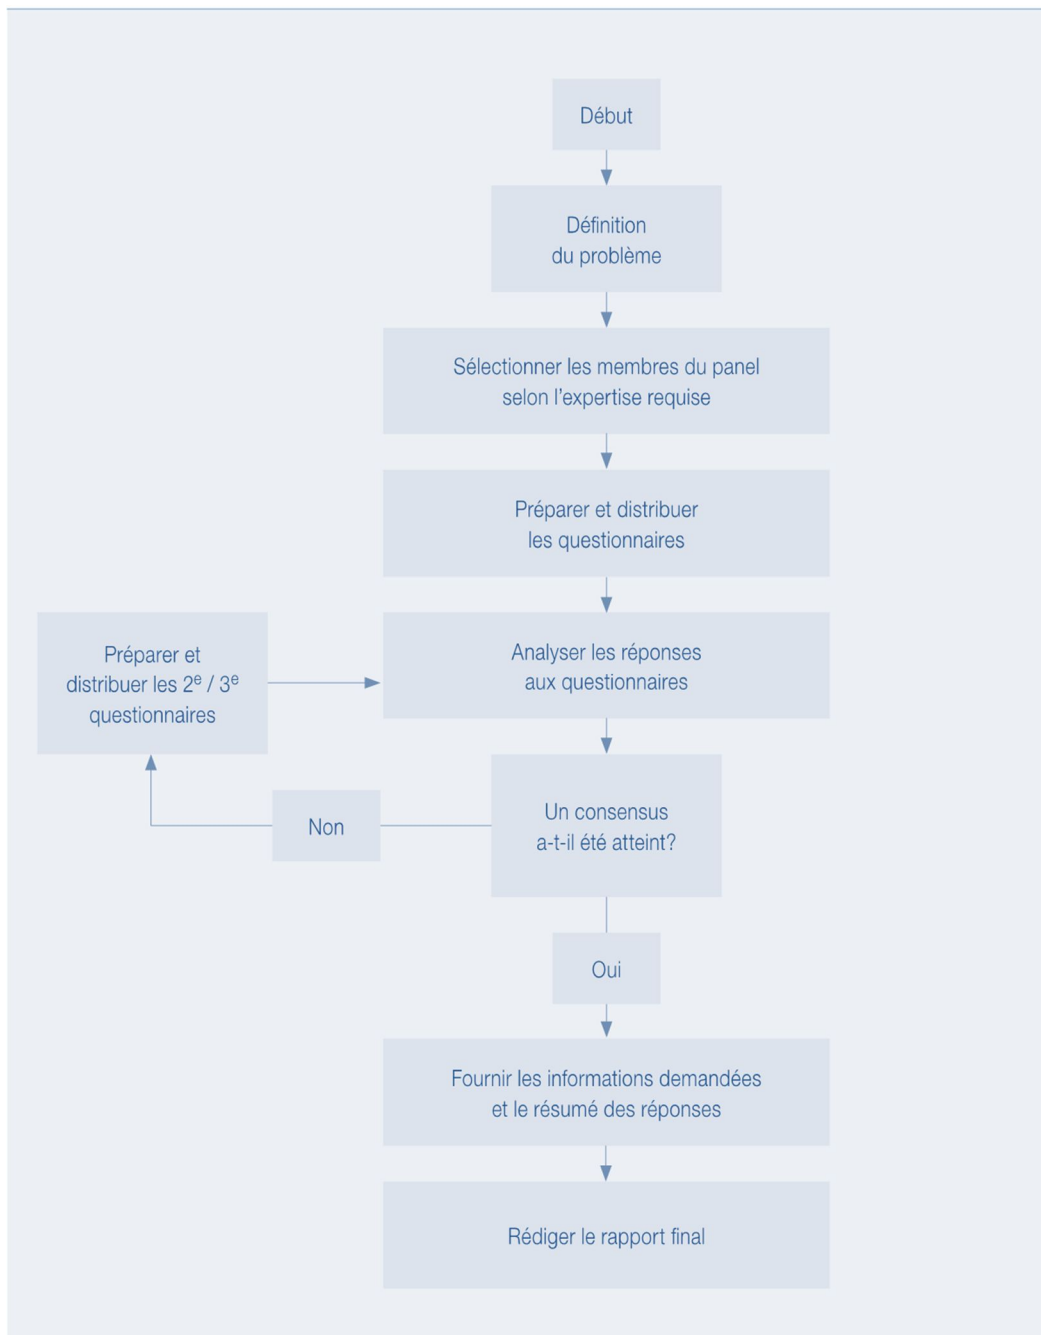 Début
Définition
du problème
Sélectionner les membres du panel
selon l'expertise requise
Préparer et distribuer
les questionnaires
Préparer et
distribuer les 2e / 3e
questionnaires
Analyser les réponses
aux questionnaires
Un consensus
a-t-il été atteint?
Non
Oui
Fournir les informations demandées
et le résumé des réponses
Rédiger le rapport final